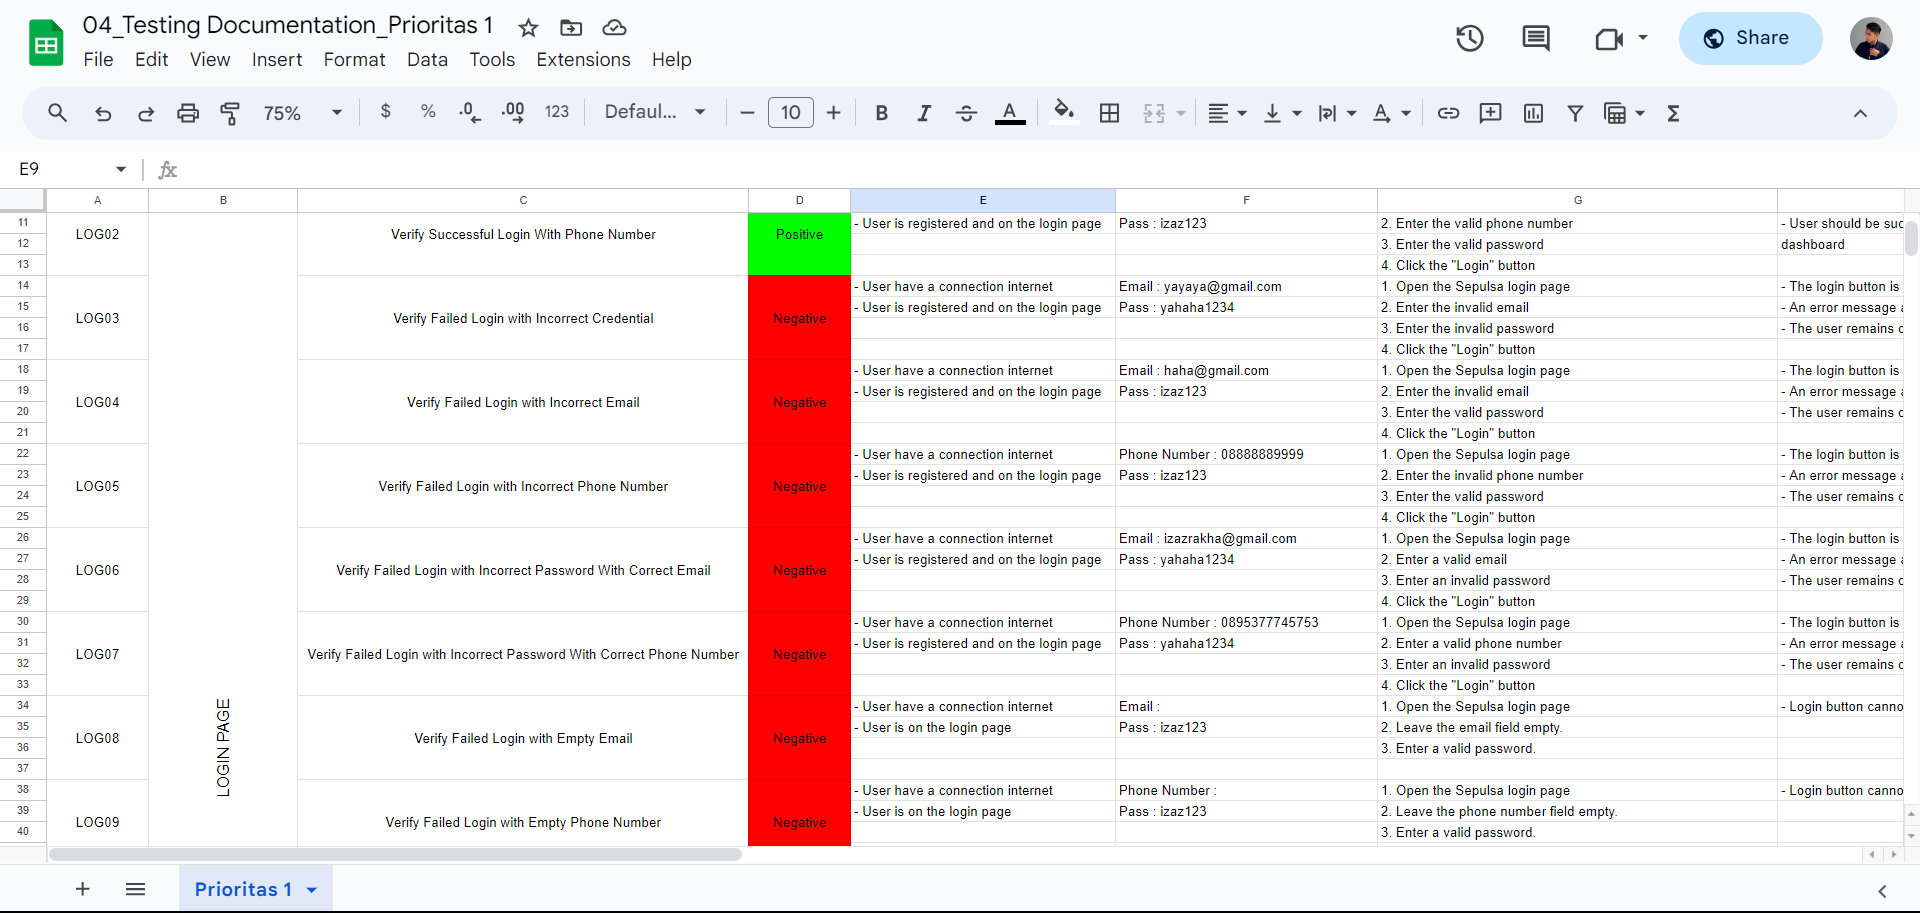 04_Testing Documentation_Prioritas 1
File Edit View Insert Format Data Tools Extensions Help
Share
75% $ % .0 .00 123 Defaul... 10 B I A
E9 fx
A B C D E F G
11 - User is registered and on the login page Pass : izaz123 2. Enter the valid phone number - User should be suc
12 LOG02 Verify Successful Login With Phone Number Positive 3. Enter the valid password dashboard
13 4. Click the "Login" button
14 - User have a connection internet Email : yayaya@gmail.com 1. Open the Sepulsa login page - The login button is
15 - User is registered and on the login page Pass : yahaha1234 2. Enter the invalid email - An error message
16 LOG03 Verify Failed Login with Incorrect Credential Negative 3. Enter the invalid password - The user remains
17 4. Click the "Login" button
18 - User have a connection internet Email : haha@gmail.com 1. Open the Sepulsa login page - The login button is
19 - User is registered and on the login page Pass : izaz123 2. Enter the invalid email - An error message
20 LOG04 Verify Failed Login with Incorrect Email Negative 3. Enter the valid password - The user remains
21 4. Click the "Login" button
22 - User have a connection internet Phone Number : 08888889999 1. Open the Sepulsa login page - The login button is
23 - User is registered and on the login page Pass : izaz123 2. Enter the invalid phone number - An error message
24 LOG05 Verify Failed Login with Incorrect Phone Number Negative 3. Enter the valid password - The user remains
25 4. Click the "Login" button
26 - User have a connection internet Email : izazrakha@gmail.com 1. Open the Sepulsa login page - The login button is
27 - User is registered and on the login page Pass : yahaha1234 2. Enter a valid email - An error message
28 LOG06 Verify Failed Login with Incorrect Password With Correct Email Negative 3. Enter an invalid password - The user remains
29 4. Click the "Login" button
30 - User have a connection internet Phone Number : 0895377745753 1. Open the Sepulsa login page - The login button is
31 - User is registered and on the login page Pass : yahaha1234 2. Enter a valid phone number - An error message
32 LOG07 Verify Failed Login with Incorrect Password With Correct Phone Number Negative 3. Enter an invalid password - The user remains
33 4. Click the "Login" button
34 - User have a connection internet Email : 1. Open the Sepulsa login page - Login button canno
35 - User is on the login page Pass : izaz123 2. Leave the email field empty.
36 LOG08 LOGIN PAGE Verify Failed Login with Empty Email Negative 3. Enter a valid password.
37
38 - User have a connection internet Phone Number : 1. Open the Sepulsa login page - Login button canno
39 - User is on the login page Pass : izaz123 2. Leave the phone number field empty.
40 LOG09 Verify Failed Login with Empty Phone Number Negative 3. Enter a valid password.
Prioritas 1